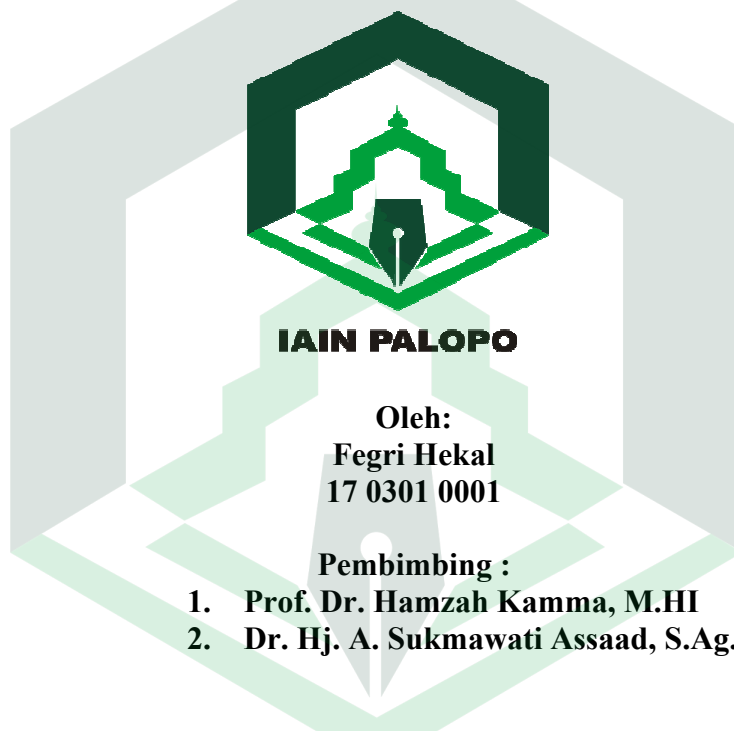 IAIN PALOPO
Oleh:
Fegri Hekal
17 0301 0001
Pembimbing :
1. Prof. Dr. Hamzah Kamma, M.HI
2. Dr. Hj. A. Sukmawati Assaad, S.Ag.